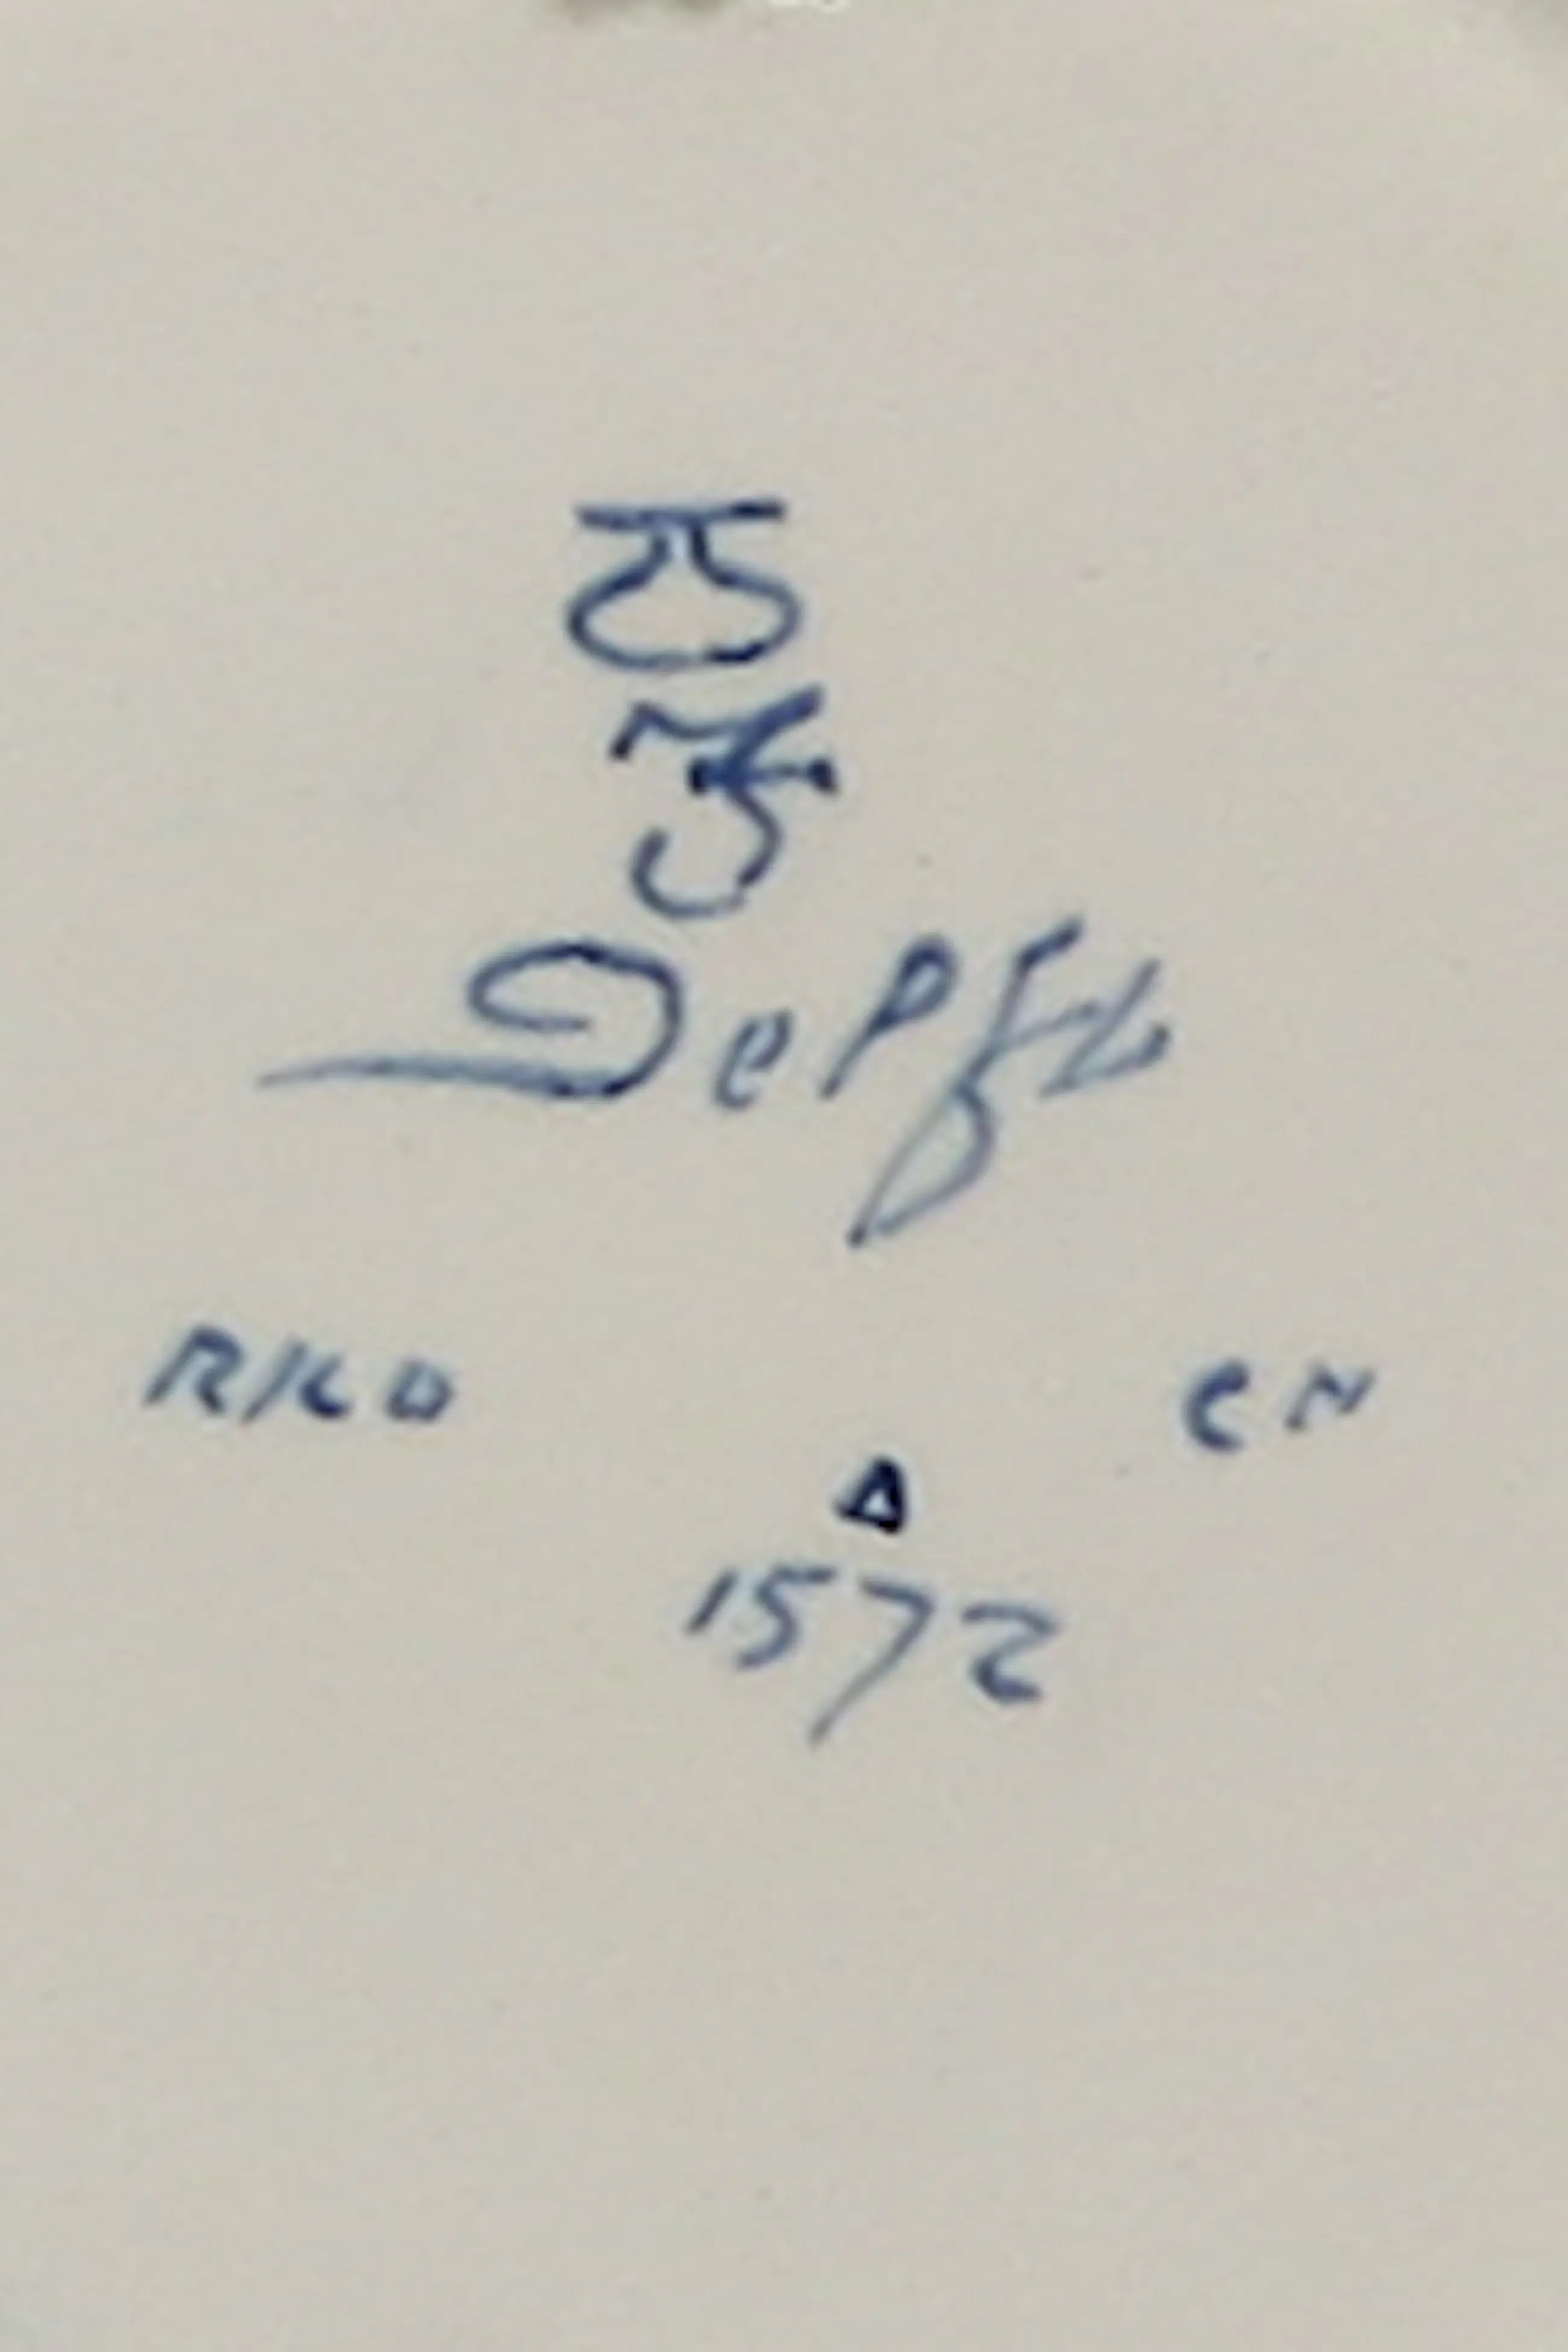 Delft
RKD
CN
Δ
1572